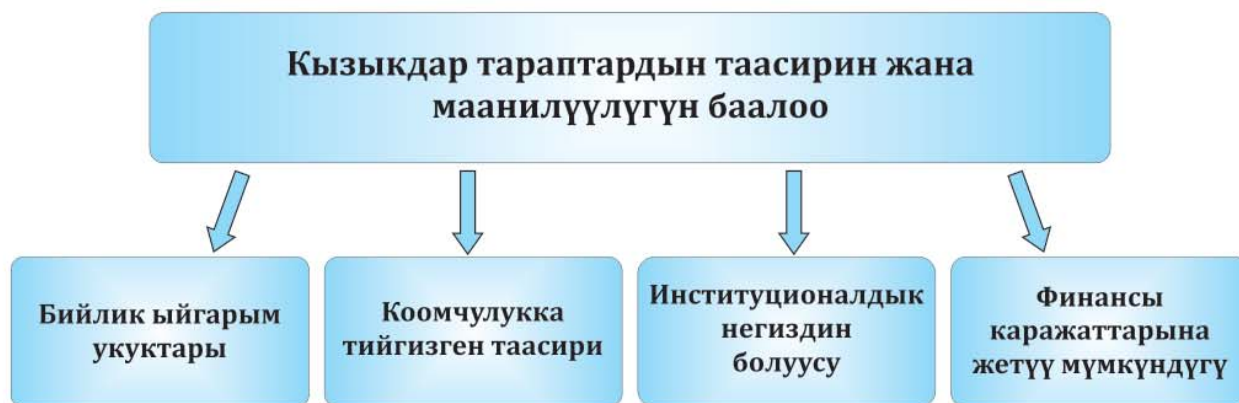 Кызыкдар тараптардын таасирин жана
маанилүүлүгүн баалоо
Бийлик ыйгарым
укуктары
Коомчулукка
тийгизген таасири
Институционалдык
негиздин
болуусу
Финансы
каражаттарына
жетүү мүмкүндүгү